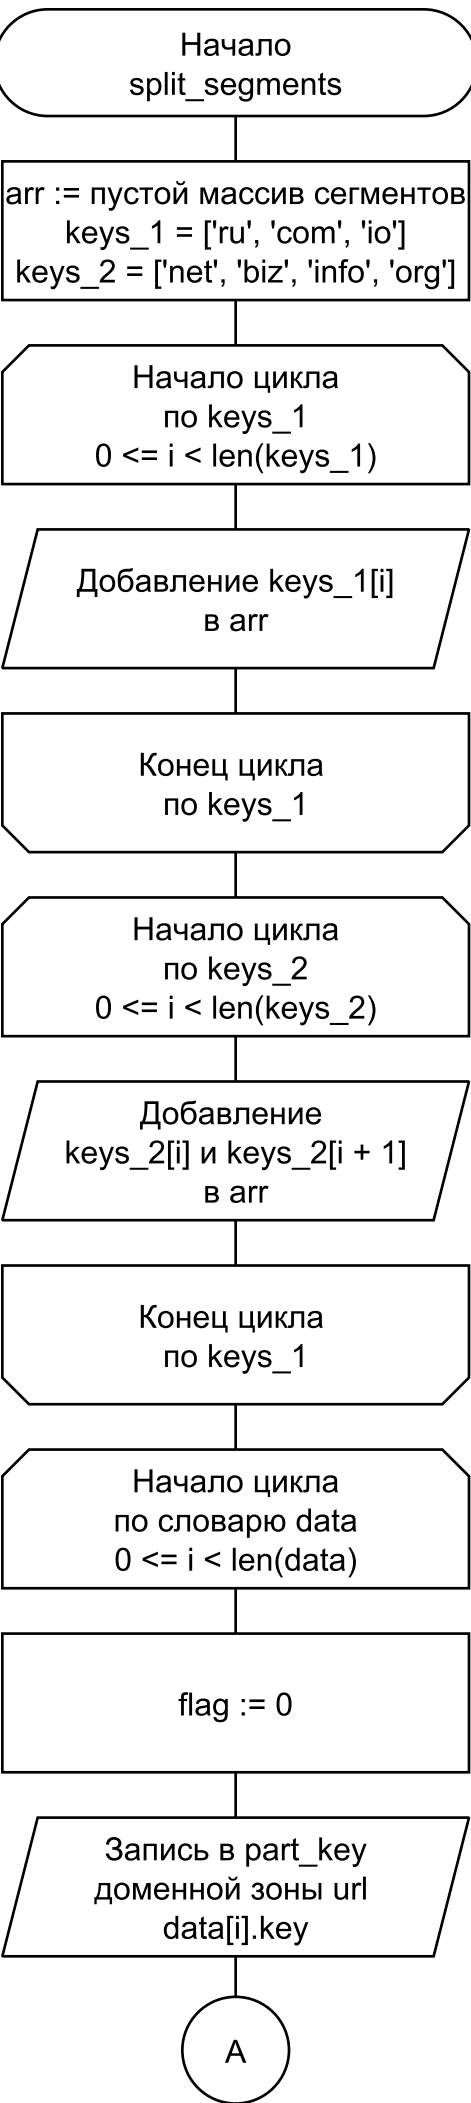 Начало
split_segments
arr := пустой массив сегментов
keys_1 = ['ru', 'com', 'io']
keys_2 = ['net', 'biz', 'info', 'org']
Начало цикла
по keys_1
0 <= i < len(keys_1)
Добавление keys_1[i]
в arr
Конец цикла
по keys_1
Начало цикла
по keys_2
0 <= i < len(keys_2)
Добавление
keys_2[i] и keys_2[i + 1]
в arr
Конец цикла
по keys_1
Начало цикла
по словарю data
0 <= i < len(data)
flag := 0
Запись в part_key
доменной зоны url
data[i].key
A